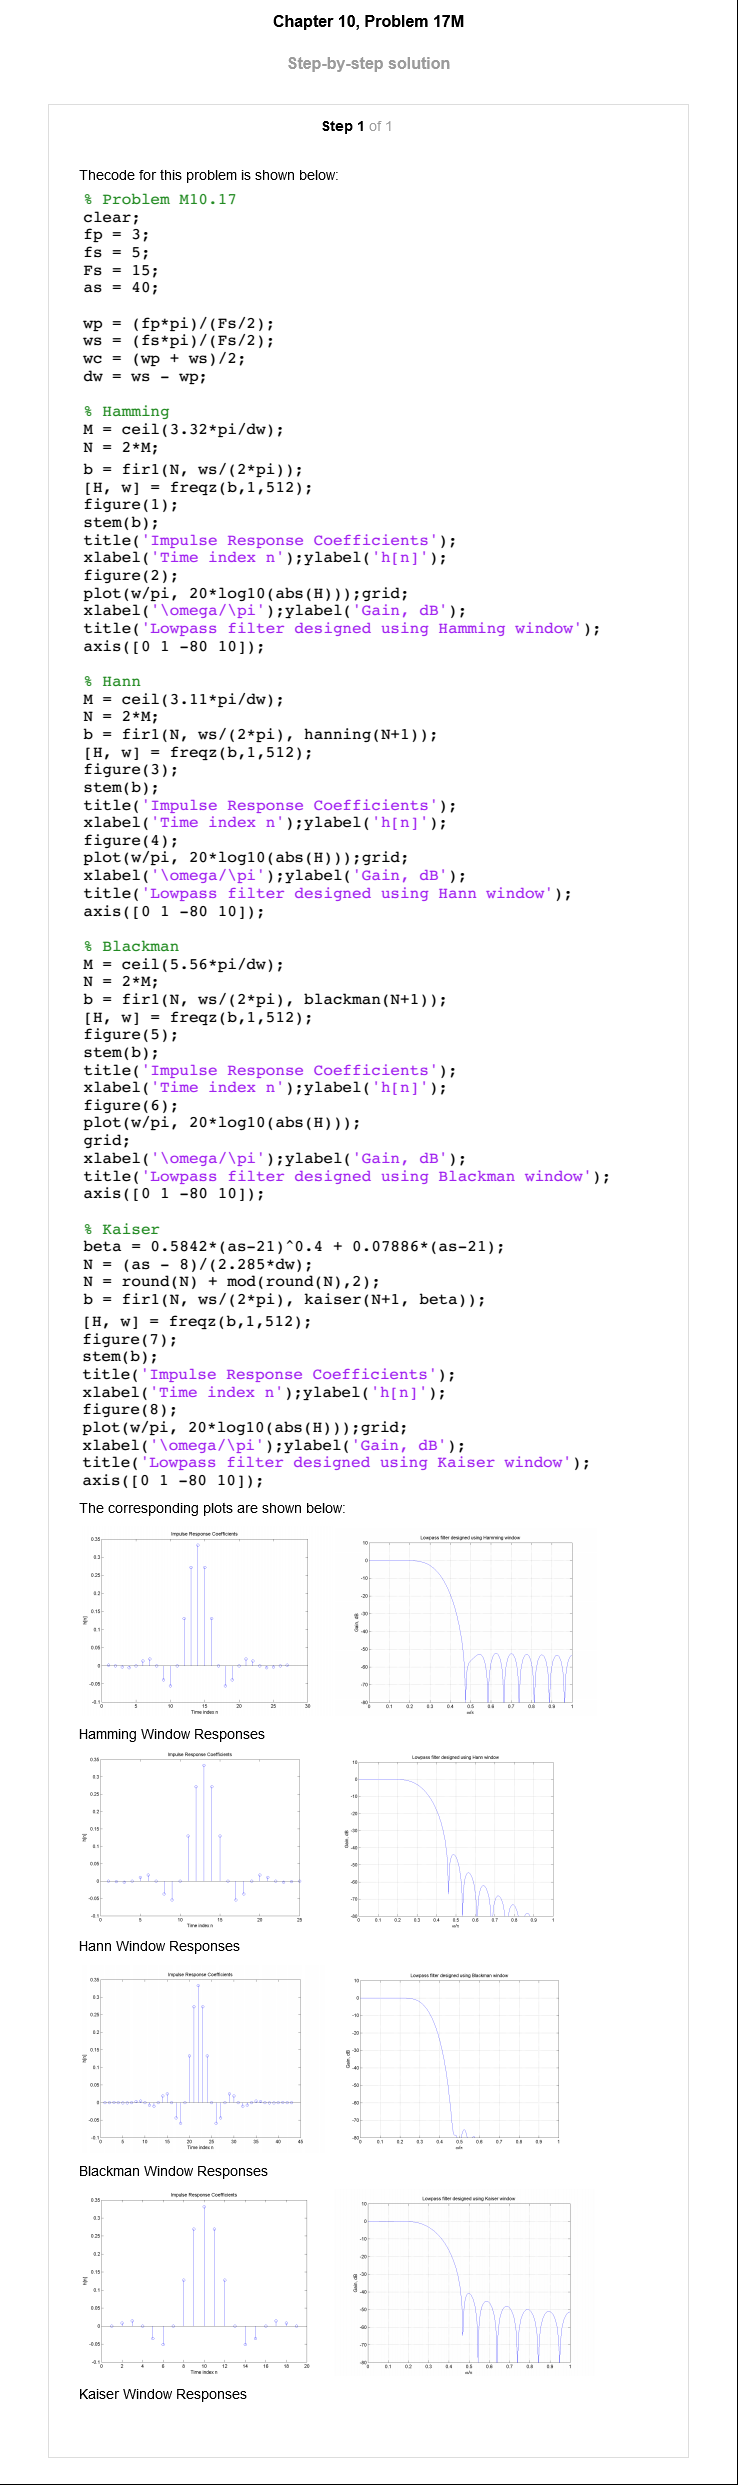 Chapter 10, Problem 17M
Step-by-step solution
Step 1 of 1
Thecode for this problem is shown below:
% Problem M10.17
clear;
fp = 3;
fs = 5;
Fs = 15;
as = 40;
wp = (fp*pi)/(Fs/2);
ws = (fs*pi)/(Fs/2);
wc = (wp + ws)/2;
dw = ws - wp;
% Hamming
M = ceil(3.32*pi/dw);
N = 2*M;
b = fir1(N, ws/(2*pi));
[H, w] = freqz(b,1,512);
figure(1);
stem(b);
title('Impulse Response Coefficients');
xlabel('Time index n');ylabel('h[n]');
figure(2);
plot(w/pi, 20*log10(abs(H)));grid;
xlabel('\omega/\pi');ylabel('Gain, dB');
title('Lowpass filter designed using Hamming window');
axis([0 1 -80 10]);
% Hann
M = ceil(3.11*pi/dw);
N = 2*M;
b = fir1(N, ws/(2*pi), hanning(N+1));
[H, w] = freqz(b,1,512);
figure(3);
stem(b);
title('Impulse Response Coefficients');
xlabel('Time index n');ylabel('h[n]');
figure(4);
plot(w/pi, 20*log10(abs(H)));grid;
xlabel('\omega/\pi');ylabel('Gain, dB');
title('Lowpass filter designed using Hann window');
axis([0 1 -80 10]);
% Blackman
M = ceil(5.56*pi/dw);
N = 2*M;
b = fir1(N, ws/(2*pi), blackman(N+1));
[H, w] = freqz(b,1,512);
figure(5);
stem(b);
title('Impulse Response Coefficients');
xlabel('Time index n');ylabel('h[n]');
figure(6);
plot(w/pi, 20*log10(abs(H)));
grid;
xlabel('\omega/\pi');ylabel('Gain, dB');
title('Lowpass filter designed using Blackman window');
axis([0 1 -80 10]);
% Kaiser
beta = 0.5842*(as-21)^0.4 + 0.07886*(as-21);
N = (as - 8)/(2.285*dw);
N = round(N) + mod(round(N),2);
b = fir1(N, ws/(2*pi), kaiser(N+1, beta));
[H, w] = freqz(b,1,512);
figure(7);
stem(b);
title('Impulse Response Coefficients');
xlabel('Time index n');ylabel('h[n]');
figure(8);
plot(w/pi, 20*log10(abs(H)));grid;
xlabel('\omega/\pi');ylabel('Gain, dB');
title('Lowpass filter designed using Kaiser window');
axis([0 1 -80 10]);
The corresponding plots are shown below:
Impulse Response Coefficients
Time index n
Lowpass filter designed using Hamming window
Gain, dB
Hamming Window Responses
Impulse Response Coefficients
Time index n
Lowpass filter designed using Hann window
Gain, dB
Hann Window Responses
Impulse Response Coefficients
Time index n
Lowpass filter designed using Blackman window
Gain, dB
Blackman Window Responses
Impulse Response Coefficients
Time index n
Lowpass filter designed using Kaiser window
Gain, dB
Kaiser Window Responses